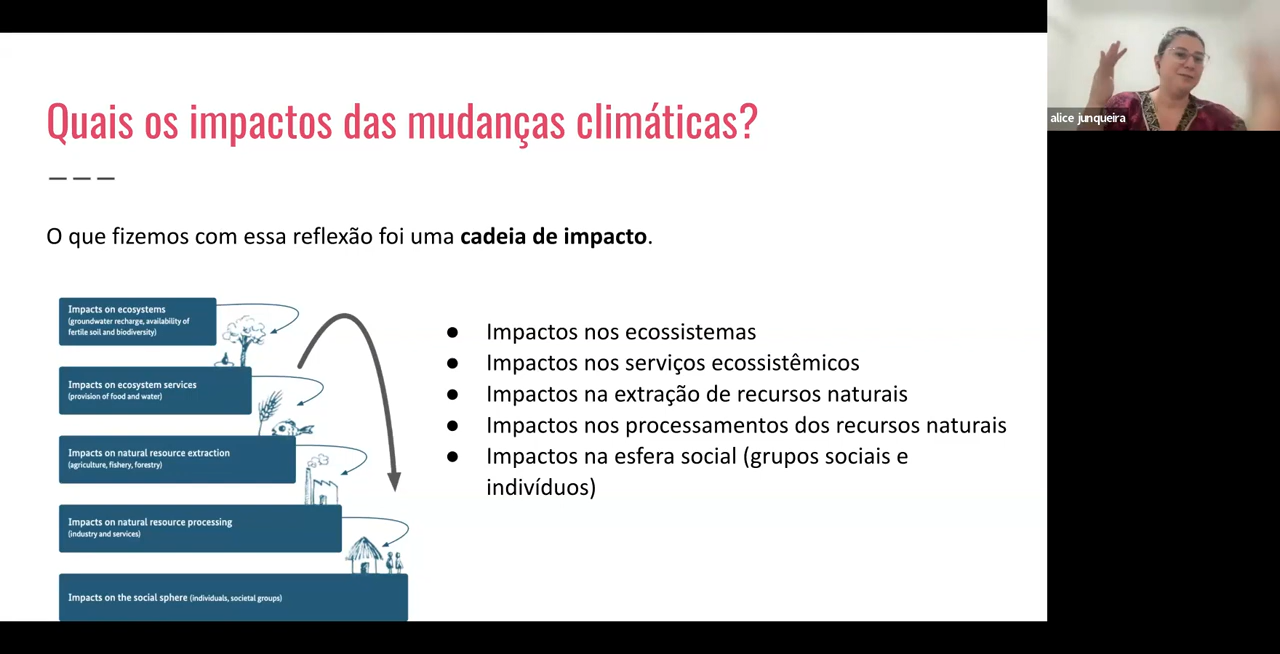 Quais os impactos das mudanças climáticas?
O que fizemos com essa reflexão foi uma cadeia de impacto.
Impacts on ecosystems
(groundwater recharge, availability of
fertile soil and biodiversity)
Impacts on ecosystem services
(provision of food and water)
Impacts on natural resource extraction
(agriculture, fishery, forestry)
Impacts on natural resource processing
(industry and services)
Impacts on the social sphere (individuals, societal groups)
● Impactos nos ecossistemas
● Impactos nos serviços ecossistêmicos
● Impactos na extração de recursos naturais
● Impactos nos processamentos dos recursos naturais
● Impactos na esfera social (grupos sociais e
indivíduos)
alice junqueira